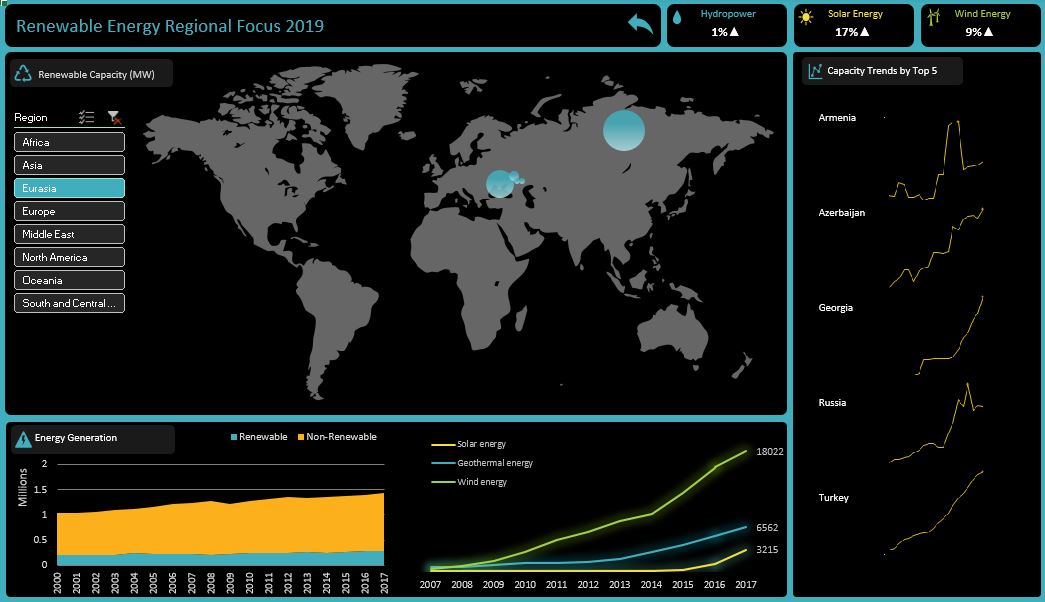 Renewable Energy Regional Focus 2019
Hydropower
1%▲
Solar Energy
17%▲
Wind Energy
9%▲
Renewable Capacity (MW)
Region
Africa
Asia
Eurasia
Europe
Middle East
North America
Oceania
South and Central ...
Capacity Trends by Top 5
Armenia
Azerbaijan
Georgia
Russia
Turkey
Energy Generation
Renewable Non-Renewable
Millions
2
1.5
1
0.5
0
2000 2001 2002 2003 2004 2005 2006 2007 2008 2009 2010 2011 2012 2013 2014 2015 2016 2017
Solar energy
Geothermal energy
Wind energy
18022
6562
3215
2007 2008 2009 2010 2011 2012 2013 2014 2015 2016 2017